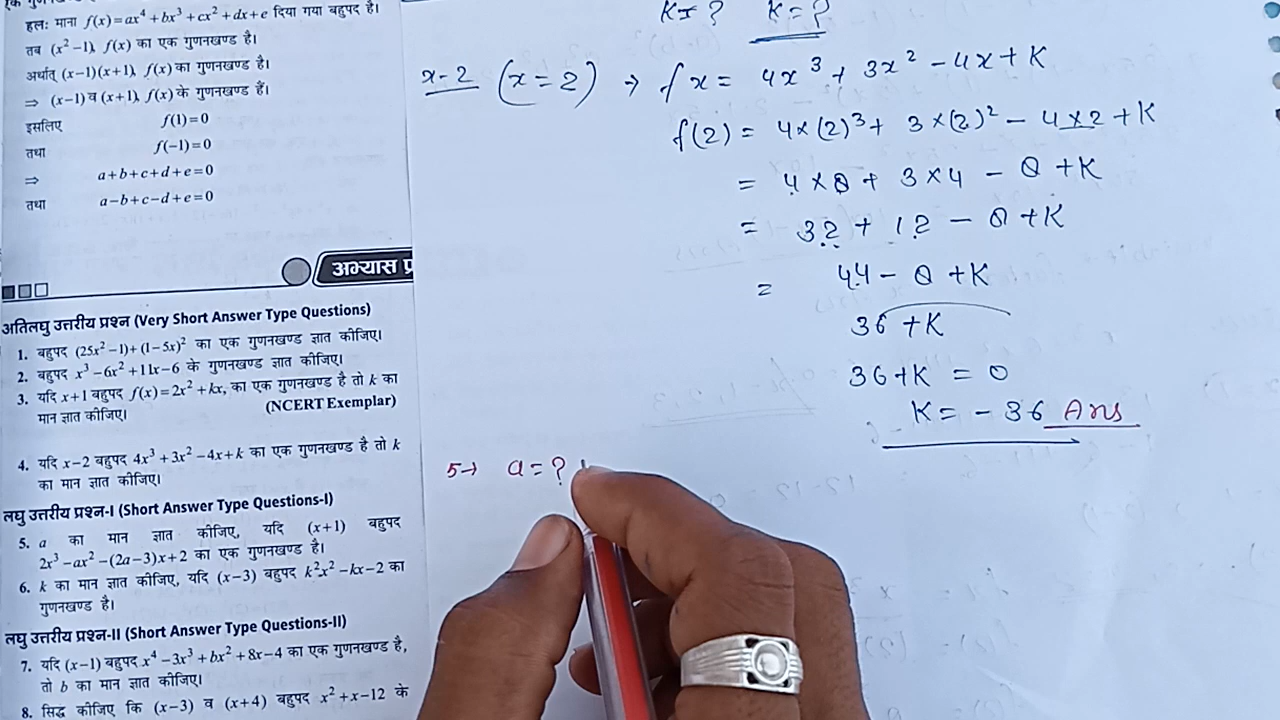 हल: माना f(x)=ax⁴+bx³+cx²+dx+e दिया गया बहुपद है।
तब (x²−1), f(x) का एक गुणनखण्ड है।
अर्थात् (x−1)(x+1), f(x) का गुणनखण्ड है।
⇒ (x−1) व (x+1), f(x) के गुणनखण्ड हैं।
इसलिए f(1)=0
तथा f(−1)=0
⇒ a+b+c+d+e=0
तथा a−b+c−d+e=0
अभ्यास प्र
अतिलघु उत्तरीय प्रश्न (Very Short Answer Type Questions)
1. बहुपद (25x²−1)+(1−5x)² का एक गुणनखण्ड ज्ञात कीजिए।
2. बहुपद x³−6x²+11x−6 के गुणनखण्ड ज्ञात कीजिए।
3. यदि x+1 बहुपद f(x)=2x²+kx, का एक गुणनखण्ड है तो k का
मान ज्ञात कीजिए। (NCERT Exemplar)
4. यदि x−2 बहुपद 4x³+3x²−4x+k का एक गुणनखण्ड है तो k
का मान ज्ञात कीजिए।
लघु उत्तरीय प्रश्न-I (Short Answer Type Questions-I)
5. a का मान ज्ञात कीजिए, यदि (x+1) बहुपद
2x³−ax²−(2a−3)x+2 का एक गुणनखण्ड है।
6. k का मान ज्ञात कीजिए, यदि (x−3) बहुपद k²x²−kx−2 का
गुणनखण्ड है।
लघु उत्तरीय प्रश्न-II (Short Answer Type Questions-II)
7. यदि (x−1) बहुपद x⁴−3x³+bx²+8x−4 का एक गुणनखण्ड है,
तो b का मान ज्ञात कीजिए।
8. सिद्ध कीजिए कि (x−3) व (x+4) बहुपद x²+x−12 के
K=? K=?
x-2 (x=2) → fx = 4x³ + 3x² − 4x + K
f(2) = 4×(2)³ + 3×(2)² − 4×2 + K
= 4×8 + 3×4 − 8 + K
= 32 + 12 − 8 + K
= 44 − 8 + K
36 + K
36+K = 0
K = − 36 Ans
5→ a=?